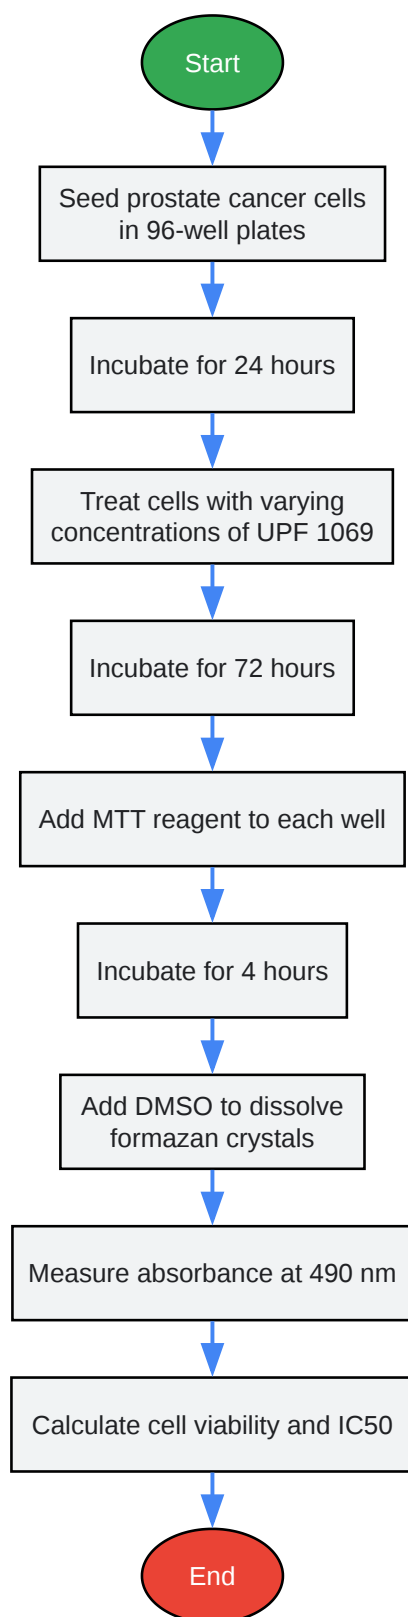 Start
Seed prostate cancer cells
in 96-well plates
Incubate for 24 hours
Treat cells with varying
concentrations of UPF 1069
Incubate for 72 hours
Add MTT reagent to each well
Incubate for 4 hours
Add DMSO to dissolve
formazan crystals
Measure absorbance at 490 nm
Calculate cell viability and IC50
End